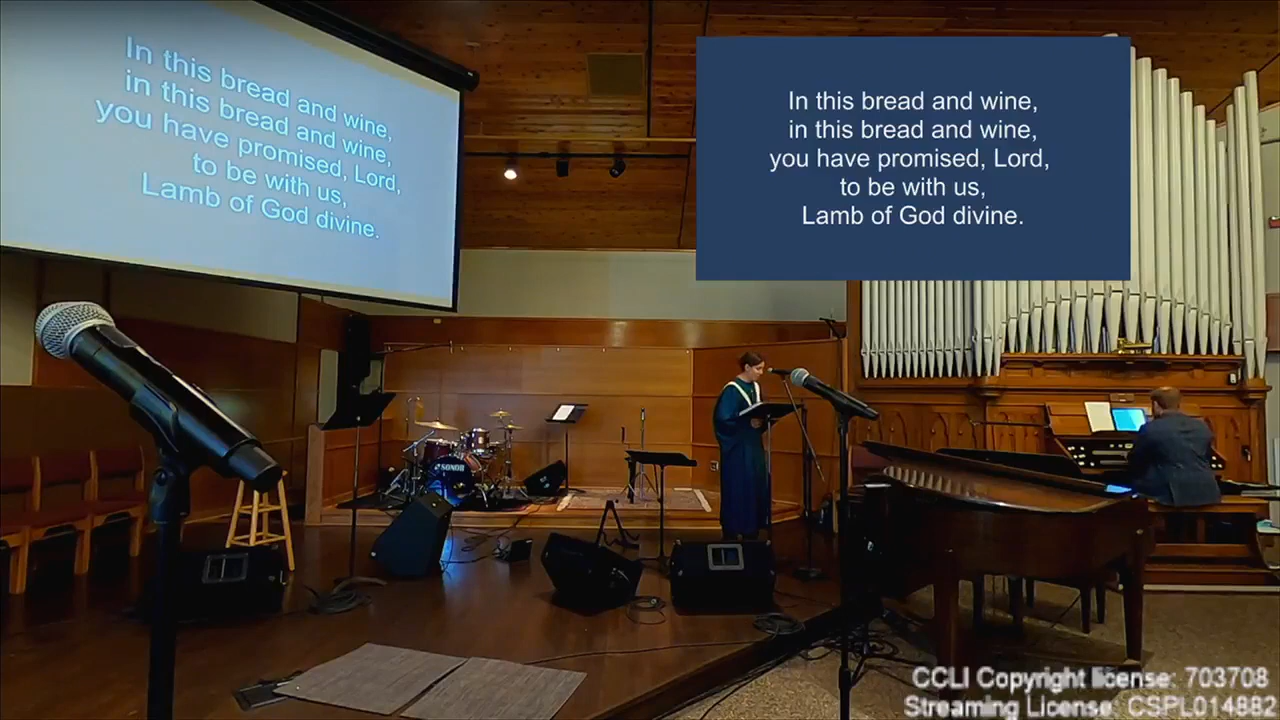 In this bread and wine,
in this bread and wine,
you have promised, Lord,
to be with us,
Lamb of God divine.
In this bread and wine,
in this bread and wine,
you have promised, Lord,
to be with us,
Lamb of God divine.
SONOR
CCLI Copyright license: 703708
Streaming License: CSPL014882